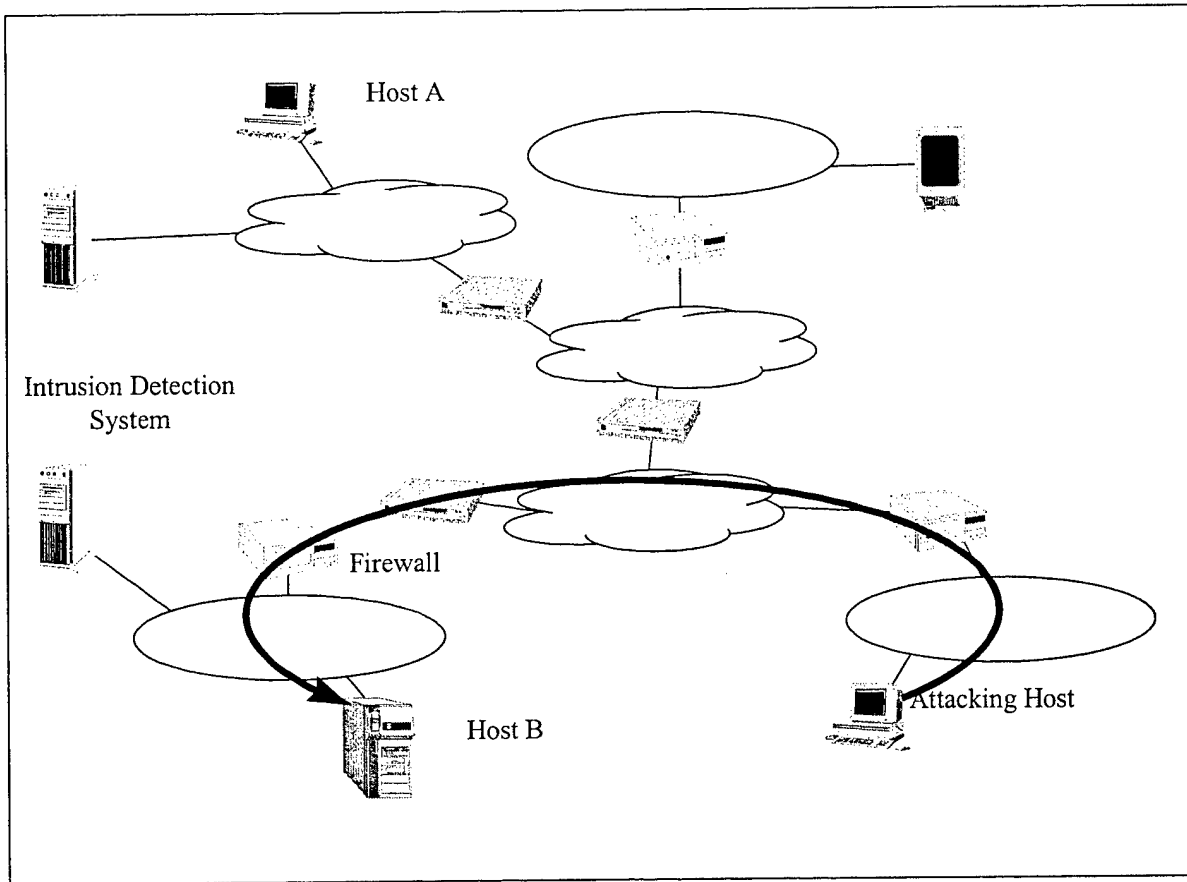 Host A
Intrusion Detection
System
Firewall
Host B
Attacking Host